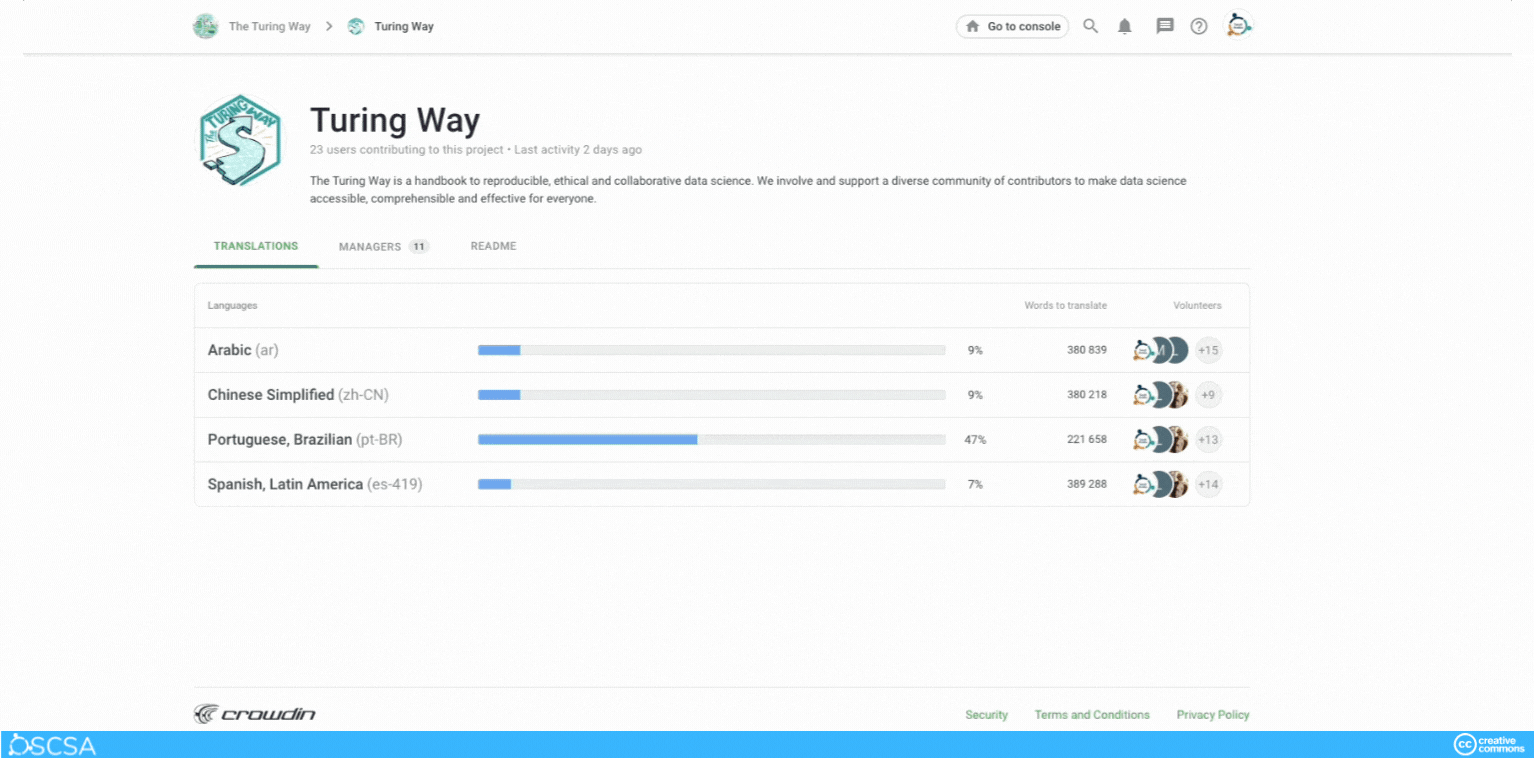 The Turing Way > Turing Way Go to console
The TURING WAY
Turing Way
23 users contributing to this project • Last activity 2 days ago
The Turing Way is a handbook to reproducible, ethical and collaborative data science. We involve and support a diverse community of contributors to make data science
accessible, comprehensible and effective for everyone.
TRANSLATIONS MANAGERS 11 README
Languages Words to translate Volunteers
Arabic (ar) 9% 380 839 +15
Chinese Simplified (zh-CN) 9% 380 218 +9
Portuguese, Brazilian (pt-BR) 47% 221 658 +13
Spanish, Latin America (es-419) 7% 389 288 +14
crowdin Security Terms and Conditions Privacy Policy
OSCSA cc creative
commons